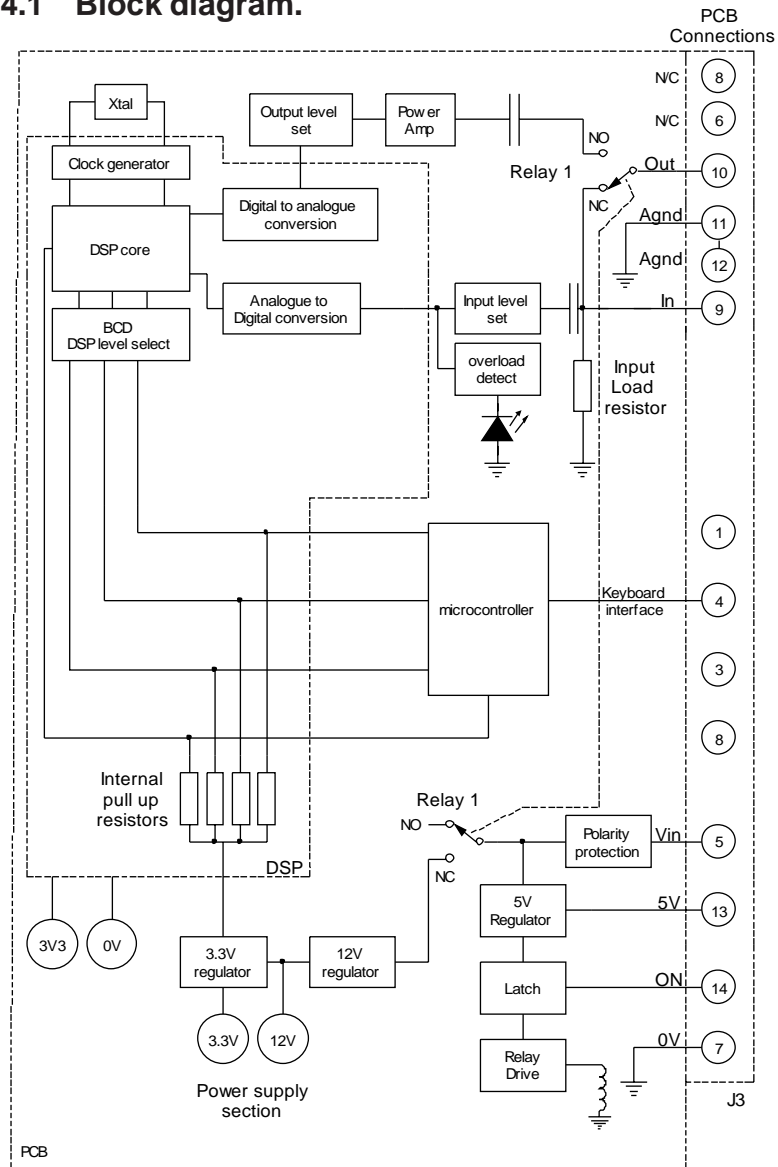 4.1 Block diagram.
PCB
Connections
Xtal
Output level
set
Power
Amp
N/C
8
N/C
6
NO
Clock generator
Relay 1
Out
10
NC
Digital to analogue
conversion
Agnd
11
DSP core
Agnd
12
Analogue to
Digital conversion
Input level
set
In
9
BCD
DSP level select
overload
detect
Input
Load
resistor
1
microcontroller
Keyboard
interface
4
3
8
Internal
pull up
resistors
Relay 1
NO
NC
Polarity
protection
Vin
5
DSP
3V3
0V
5V
Regulator
5V
13
3.3V
regulator
12V
regulator
Latch
ON
14
3.3V
12V
Relay
Drive
0V
7
Power supply
section
J3
PCB